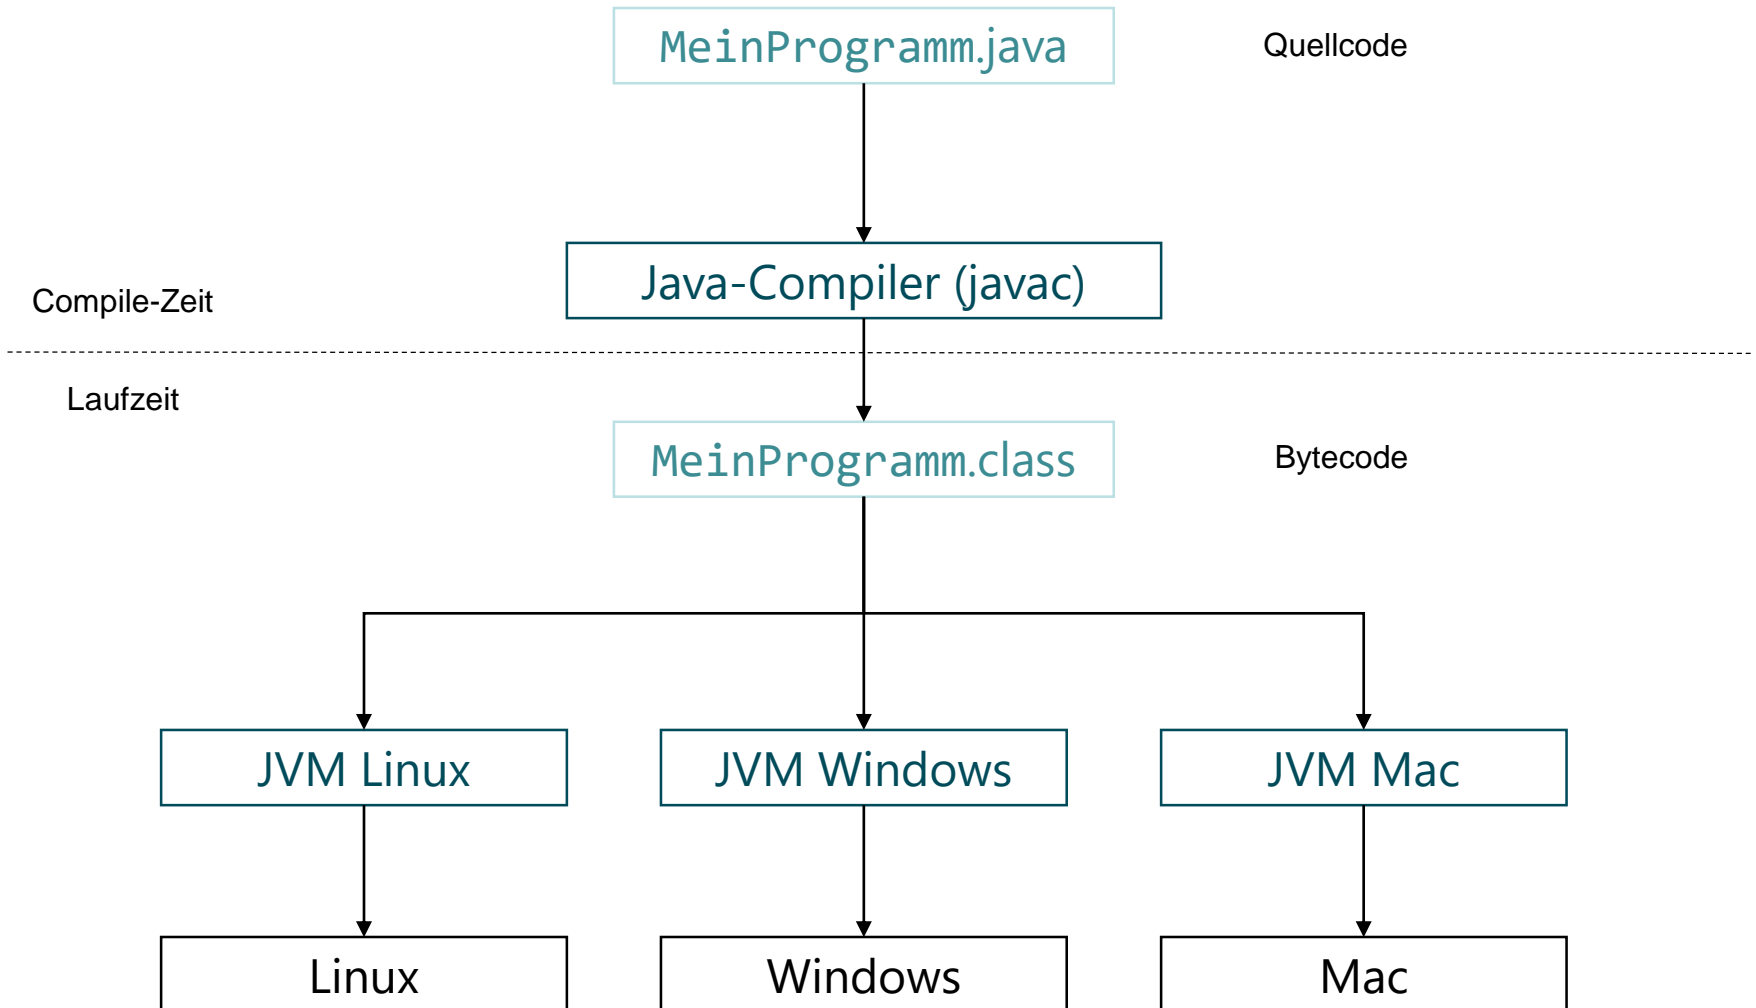 MeinProgramm.java
Quellcode
Java-Compiler (javac)
Compile-Zeit
Laufzeit
MeinProgramm.class
Bytecode
JVM Linux
JVM Windows
JVM Mac
Linux
Windows
Mac